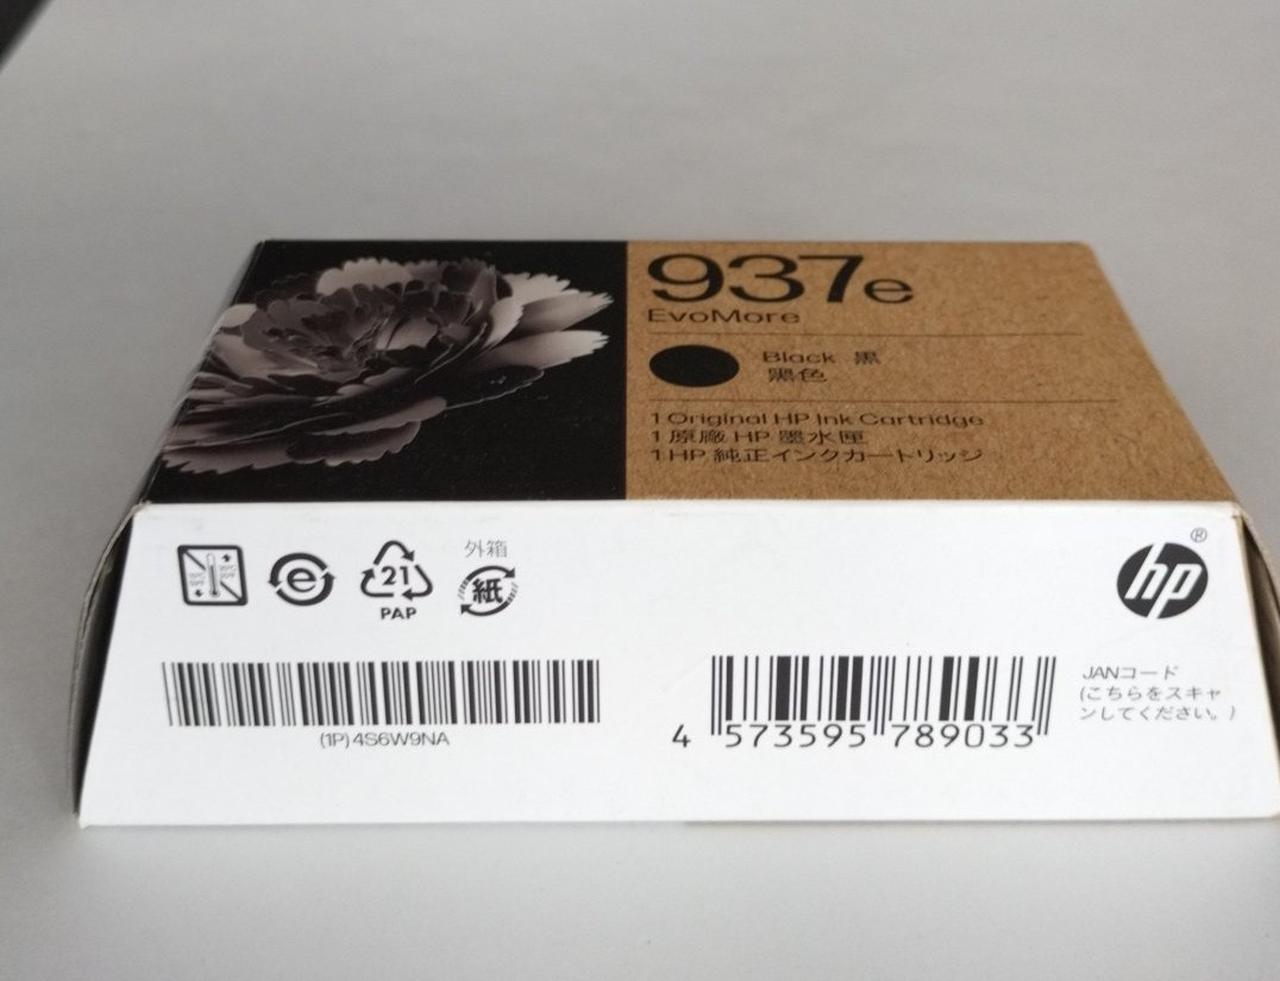 937e
EvoMore
Black 黒
黑色
1 Original HP Ink Cartridge
1 原廠 HP 墨水匣
1 HP 純正インクカートリッジ
外箱
e
21
紙
PAP
hp®
(1P) 4S6W9NA
4 573595 789033
JANコード
(こちらをスキャ
ンしてください。)